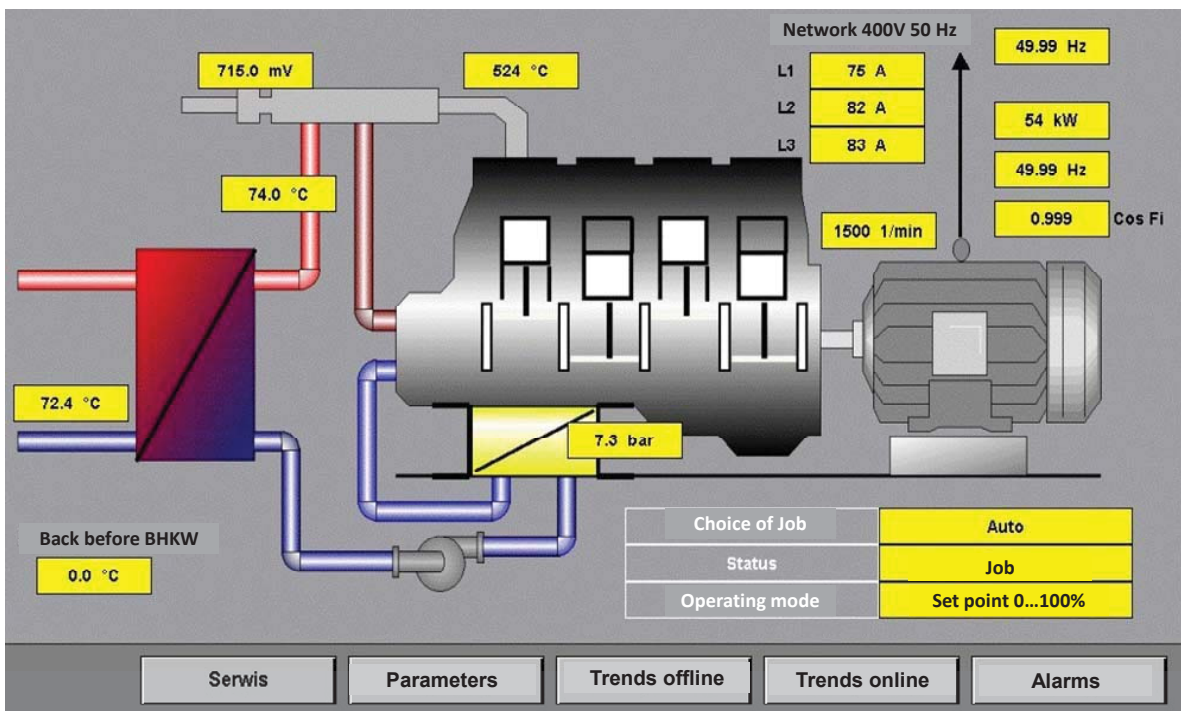 Network 400V 50 Hz
49.99 Hz
715.0 mV
524 °C
L1
75 A
L2
82 A
54 kW
L3
83 A
49.99 Hz
74.0 °C
1500 1/min
0.999
Cos Fi
72.4 °C
7.3 bar
Back before BHKW
0.0 °C
Choice of Job
Auto
Status
Job
Operating mode
Set point 0...100%
Serwis
Parameters
Trends offline
Trends online
Alarms